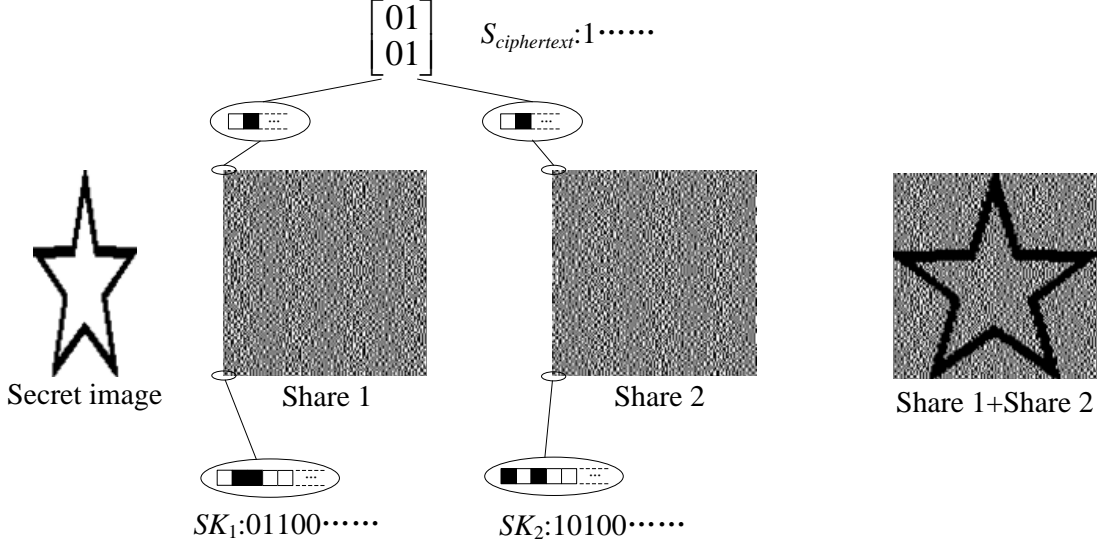 01
01
S_ciphertext:1······
...
...
Secret image
Share 1
Share 2
Share 1+Share 2
...
...
SK₁:01100······
SK₂:10100······